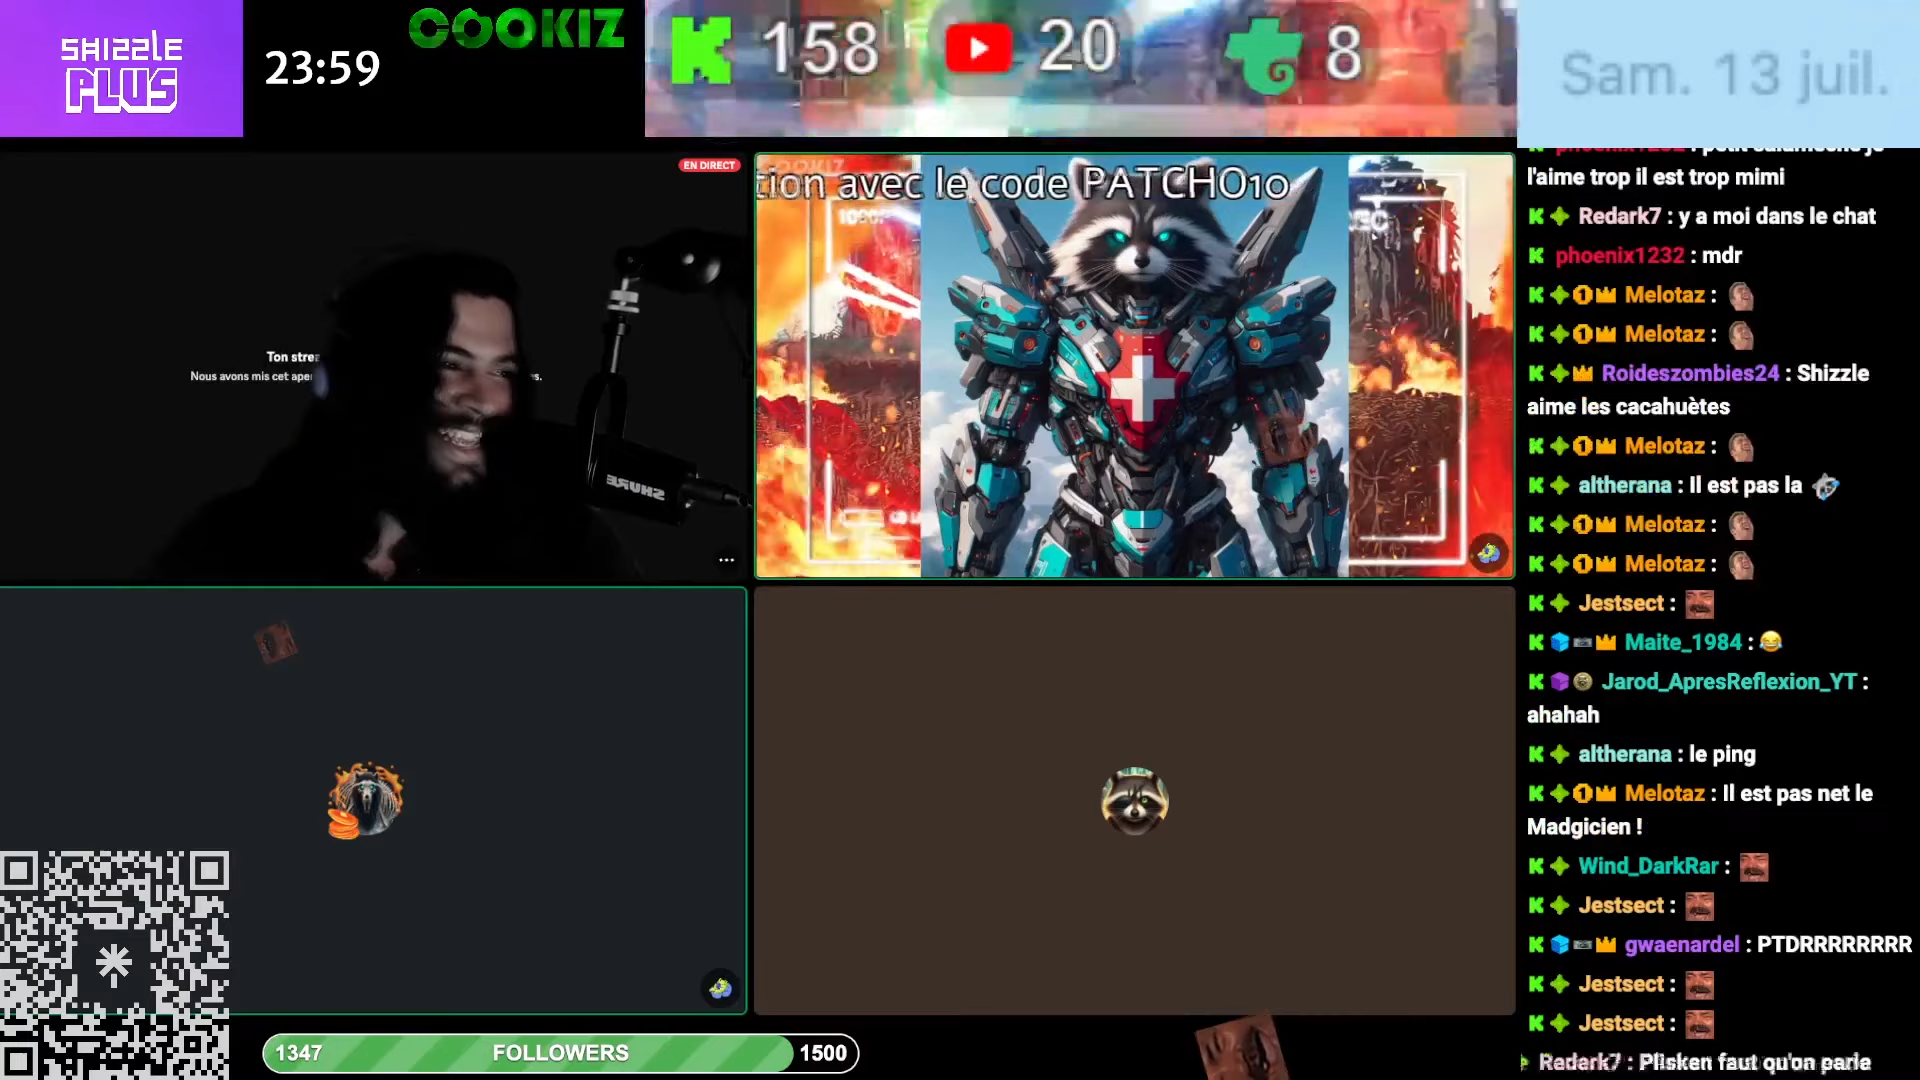 SHIZZLE
PLUS
23:59
COOKIZ
158
20
8
Sam. 13 juil.
EN DIRECT
Ton strea
Nous avons mis cet ape
s.
SHURE
COOKIZ
tion avec le code PATCHO10
l'aime trop il est trop mimi
Redark7 : y a moi dans le chat
phoenix1232 : mdr
Melotaz :
Melotaz :
Roideszombies24 : Shizzle
aime les cacahuètes
Melotaz :
altherana : Il est pas la
Melotaz :
Melotaz :
Jestsect :
Maite_1984 : 😂
Jarod_ApresReflexion_YT :
ahahah
altherana : le ping
Melotaz : Il est pas net le
Madgicien !
Wind_DarkRar :
Jestsect :
gwaenardel : PTDRRRRRRRR
Jestsect :
Jestsect :
Redark7 : Plisken faut qu'on parle
1347 FOLLOWERS 1500